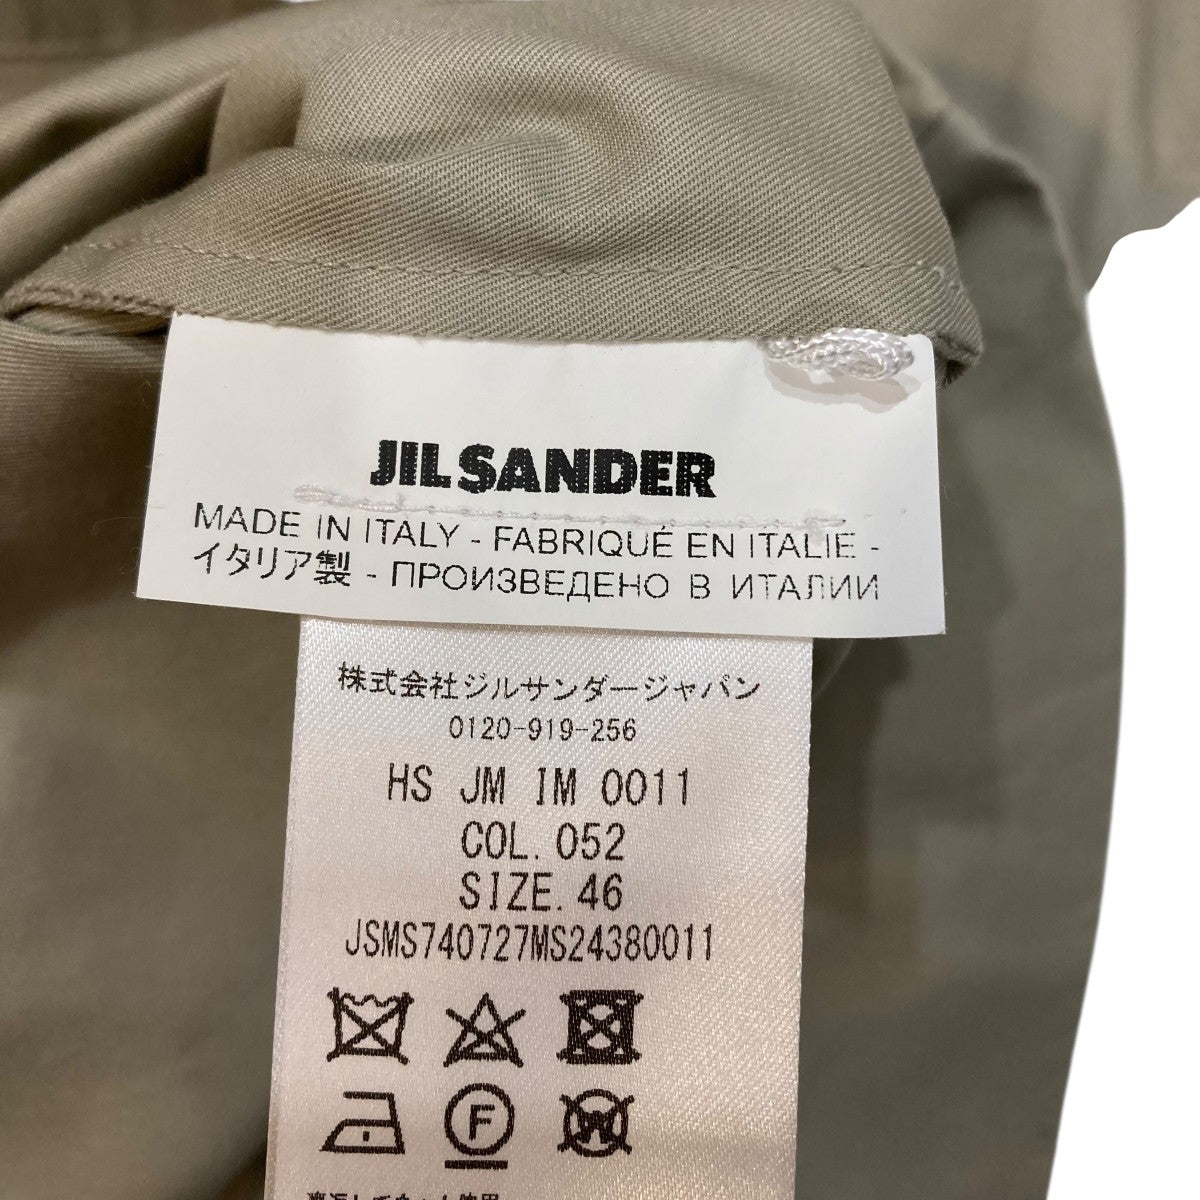 JIL SANDER
MADE IN ITALY - FABRIQUÉ EN ITALIE -
イタリア製 - ПРОИЗВЕДЕНО В ИТАЛИИ
株式会社ジルサンダージャパン
0120-919-256
HS JM IM 0011
COL. 052
SIZE. 46
JSMS740727MS24380011
F
W